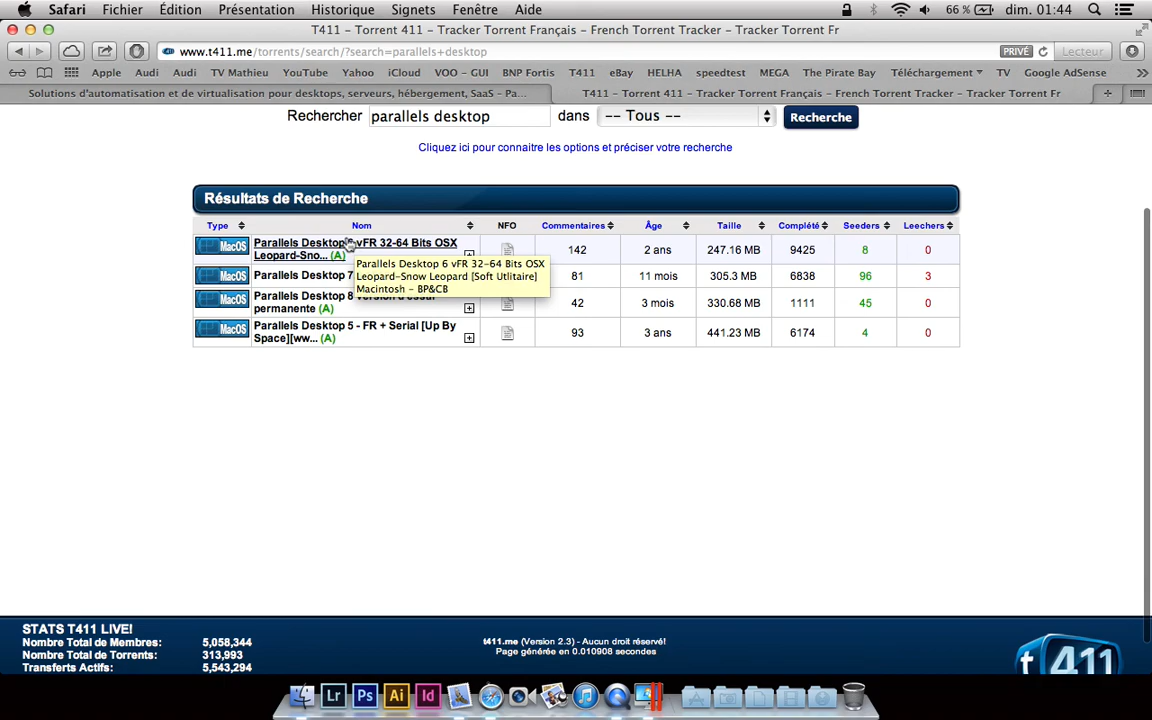 Safari Fichier Édition Présentation Historique Signets Fenêtre Aide 66 % dim. 01:44
T411 - Torrent 411 - Tracker Torrent Français - French Torrent Tracker - Tracker Torrent Fr
www.t411.me/torrents/search/?search=parallels+desktop PRIVÉ Lecteur
Apple Audi Audi TV Mathieu YouTube Yahoo iCloud VOO - GUI BNP Fortis T411 eBay HELHA speedtest MEGA The Pirate Bay Téléchargement TV Google AdSense
Solutions d'automatisation et de virtualisation pour desktops, serveurs, hébergement, SaaS - Pa... T411 - Torrent 411 - Tracker Torrent Français - French Torrent Tracker - Tracker Torrent Fr
Rechercher parallels desktop dans -- Tous -- Recherche
Cliquez ici pour connaitre les options et préciser votre recherche
Résultats de Recherche
Type Nom NFO Commentaires Âge Taille Complété Seeders Leechers
MacOS Parallels Desktop vFR 32-64 Bits OSX
Leopard-Sno... (A) 142 2 ans 247.16 MB 9425 8 0
Parallels Desktop 6 vFR 32-64 Bits OSX
Leopard-Snow Leopard [Soft Utlitaire]
Macintosh - BP&CB
MacOS Parallels Desktop 7 81 11 mois 305.3 MB 6838 96 3
MacOS Parallels Desktop 8
permanente (A) 42 3 mois 330.68 MB 1111 45 0
MacOS Parallels Desktop 5 - FR + Serial [Up By
Space][ww... (A) 93 3 ans 441.23 MB 6174 4 0
STATS T411 LIVE!
Nombre Total de Membres: 5,058,344
Nombre Total de Torrents: 313,993
Transferts Actifs: 5,543,294
t411.me (Version 2.3) - Aucun droit réservé!
Page générée en 0.010908 secondes
t411
Lr Ps Ai Id